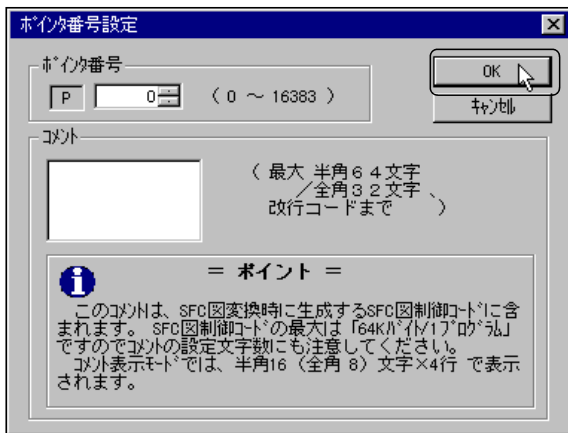 ﾎﾟｲﾝﾀ番号設定
ﾎﾟｲﾝﾀ番号
P 0 （ 0 ～ 16383 ）
OK
ｷｬﾝｾﾙ
ｺﾒﾝﾄ
（ 最大 半角６４文字
／全角３２文字 、
改行コードまで ）
＝ ポイント ＝
このｺﾒﾝﾄは、SFC図変換時に生成するSFC図制御ｺｰﾄﾞに含
まれます。 SFC図制御ｺｰﾄﾞの最大は「64Kﾊﾞｲﾄ/1ﾌﾟﾛｸﾞﾗﾑ」
ですのでｺﾒﾝﾄの設定文字数にも注意してください。
ｺﾒﾝﾄ表示ﾓｰﾄﾞでは、半角16（全角 8）文字×4行 で表示
されます。